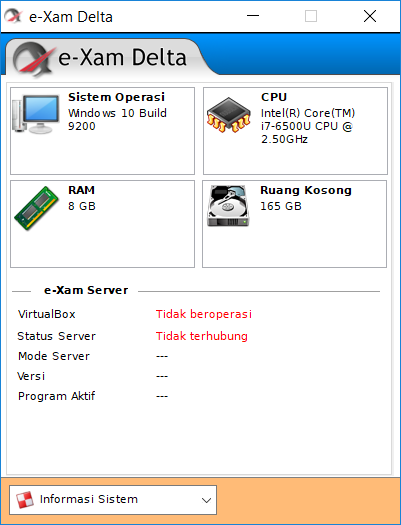 e-Xam Delta
e-Xam Delta
Sistem Operasi
Windows 10 Build
9200
CPU
Intel(R) Core(TM)
i7-6500U CPU @
2.50GHz
RAM
8 GB
Ruang Kosong
165 GB
e-Xam Server
VirtualBox Tidak beroperasi
Status Server Tidak terhubung
Mode Server ---
Versi ---
Program Aktif ---
Informasi Sistem